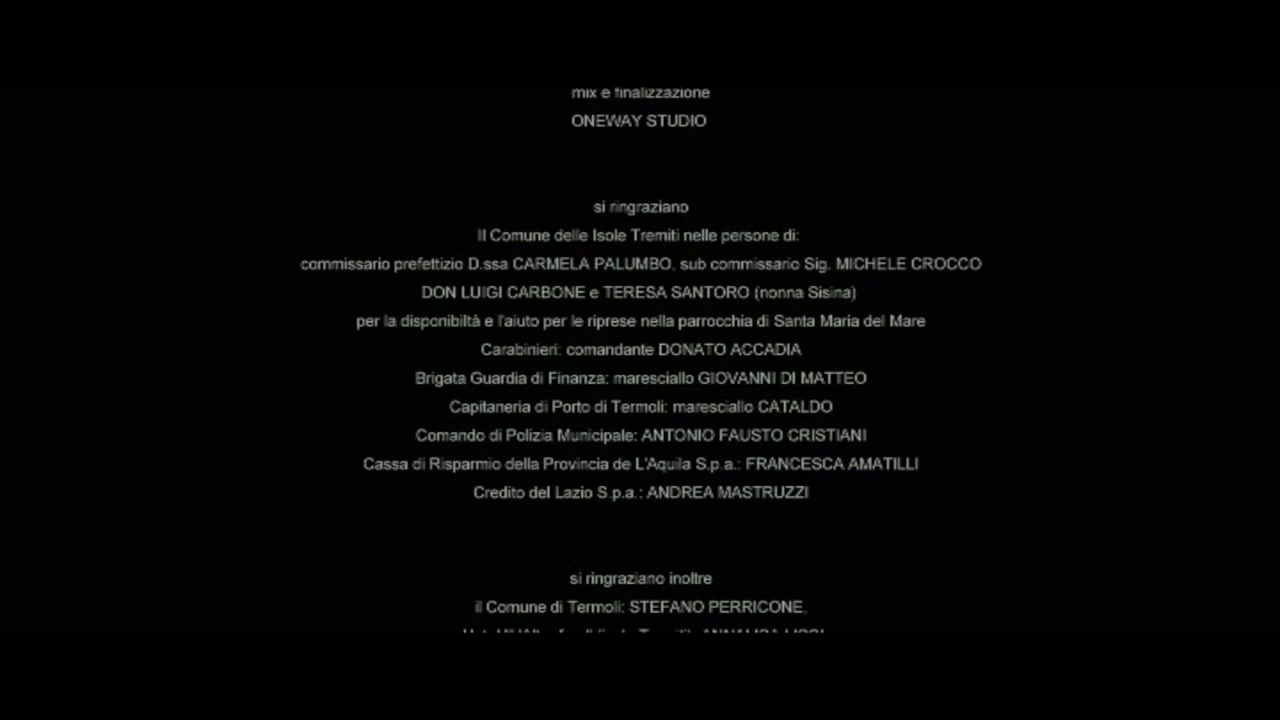 mix e finalizzazione
ONEWAY STUDIO
si ringraziano
Il Comune delle Isole Tremiti nelle persone di:
commissario prefettizio D.ssa CARMELA PALUMBO, sub commissario Sig. MICHELE CROCCO
DON LUIGI CARBONE e TERESA SANTORO (nonna Sisina)
per la disponibiltà e l'aiuto per le riprese nella parrocchia di Santa Maria del Mare
Carabinieri: comandante DONATO ACCADIA
Brigata Guardia di Finanza: maresciallo GIOVANNI DI MATTEO
Capitaneria di Porto di Termoli: maresciallo CATALDO
Comando di Polizia Municipale: ANTONIO FAUSTO CRISTIANI
Cassa di Risparmio della Provincia de L'Aquila S.p.a.: FRANCESCA AMATILLI
Credito del Lazio S.p.a.: ANDREA MASTRUZZI
si ringraziano inoltre
il Comune di Termoli: STEFANO PERRICONE,